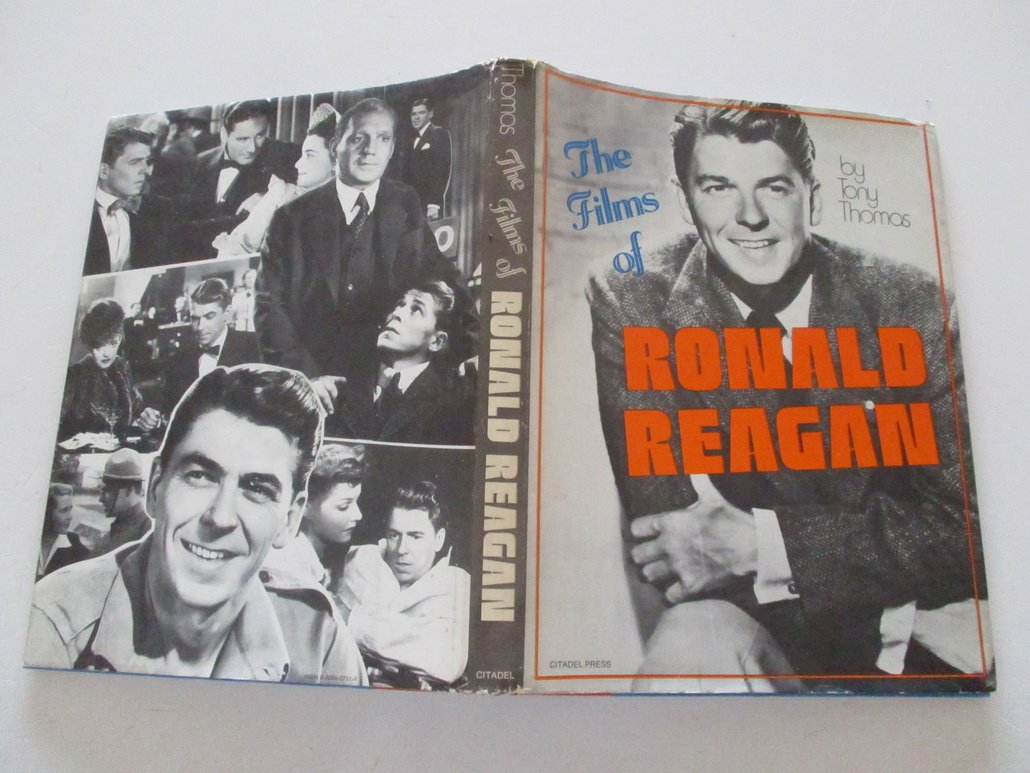 The
Films
of
RONALD
REAGAN
by
Tony
Thomas
CITADEL PRESS
Thomas The Films of RONALD REAGAN CITADEL